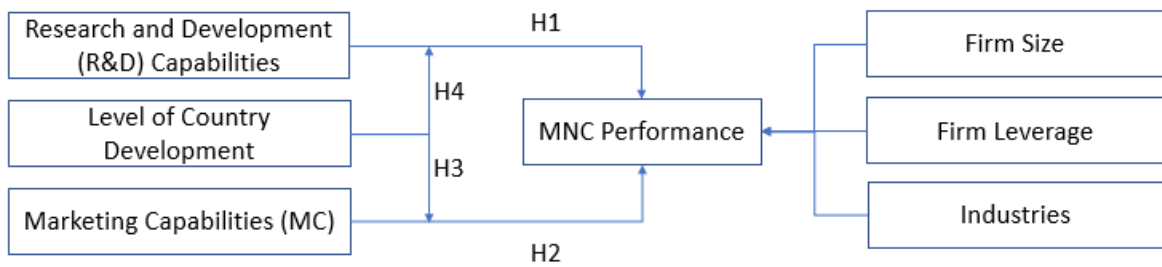 Research and Development
(R&D) Capabilities
H1
Firm Size
H4
Level of Country
Development
MNC Performance
Firm Leverage
H3
Marketing Capabilities (MC)
Industries
H2